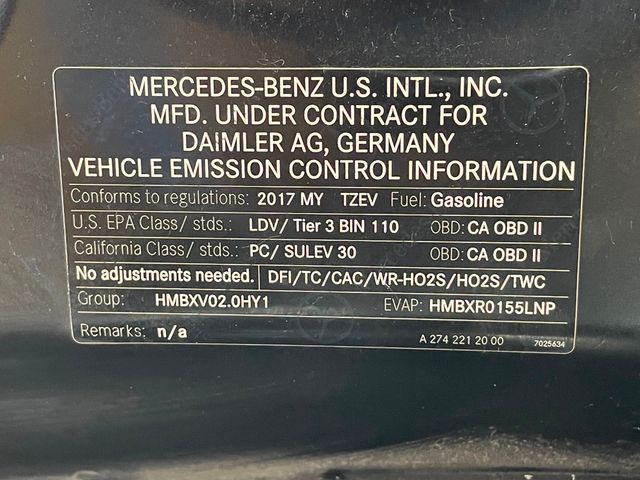 MERCEDES-BENZ U.S. INTL., INC.
MFD. UNDER CONTRACT FOR
DAIMLER AG, GERMANY
VEHICLE EMISSION CONTROL INFORMATION
Conforms to regulations: 2017 MY TZEV Fuel: Gasoline
U.S. EPA Class/ stds.: LDV/ Tier 3 BIN 110 OBD: CA OBD II
California Class/ stds.: PC/ SULEV 30 OBD: CA OBD II
No adjustments needed. DFI/TC/CAC/WR-HO2S/HO2S/TWC
Group: HMBXV02.0HY1 EVAP: HMBXR0155LNP
Remarks: n/a A 274 221 20 00 7025634